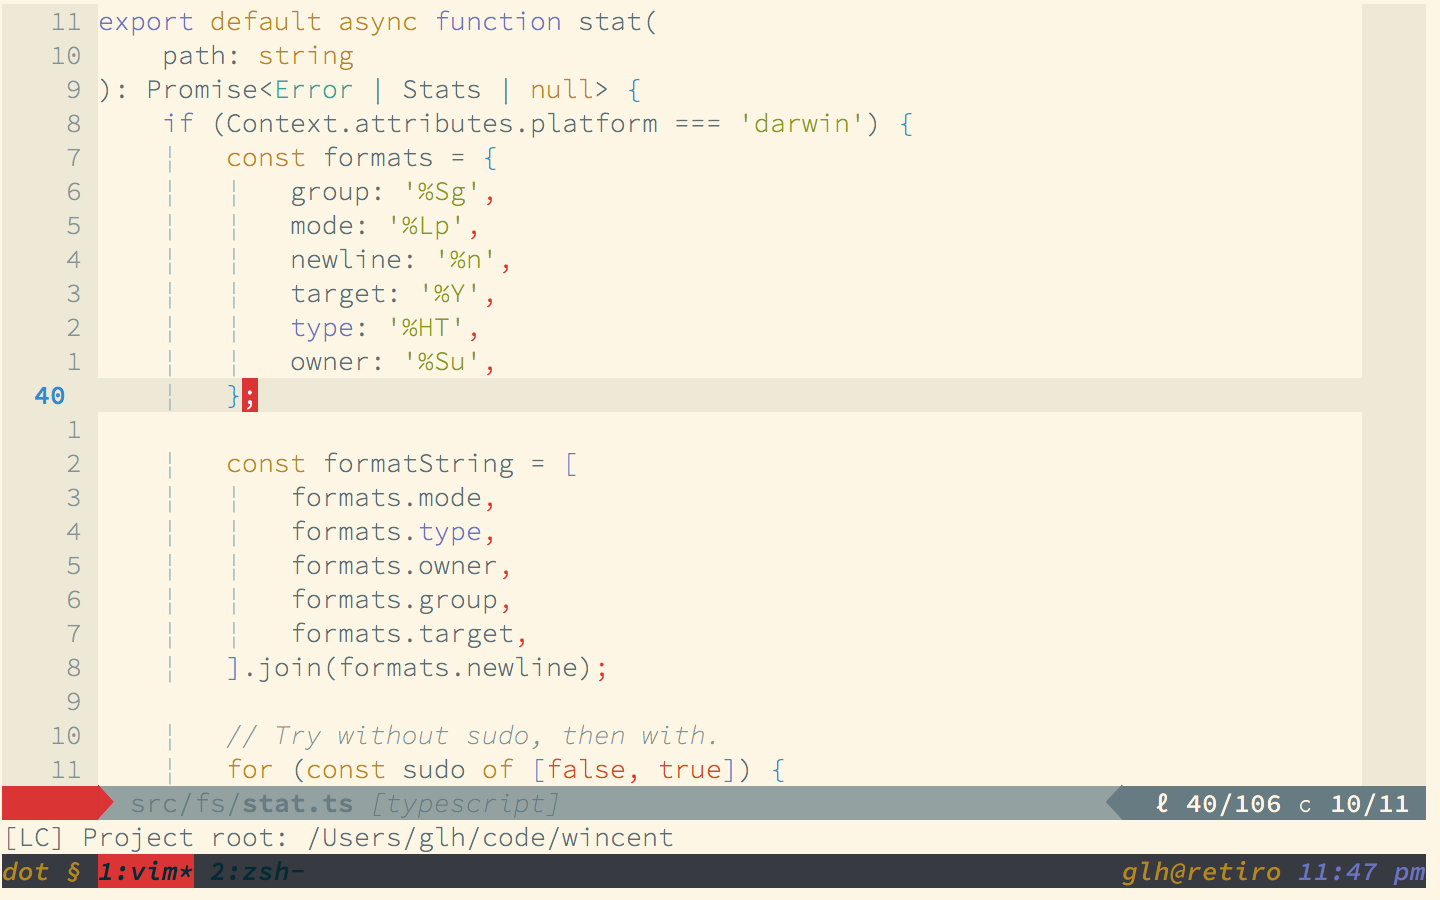 11 export default async function stat(
10     path: string
9 ): Promise<Error | Stats | null> {
8     if (Context.attributes.platform === 'darwin') {
7     ¦   const formats = {
6     ¦   ¦   group: '%Sg',
5     ¦   ¦   mode: '%Lp',
4     ¦   ¦   newline: '%n',
3     ¦   ¦   target: '%Y',
2     ¦   ¦   type: '%HT',
1     ¦   ¦   owner: '%Su',
40     ¦   };
1
2     ¦   const formatString = [
3     ¦   ¦   formats.mode,
4     ¦   ¦   formats.type,
5     ¦   ¦   formats.owner,
6     ¦   ¦   formats.group,
7     ¦   ¦   formats.target,
8     ¦   ].join(formats.newline);
9
10     ¦   // Try without sudo, then with.
11     ¦   for (const sudo of [false, true]) {
src/fs/stat.ts [typescript] ℓ 40/106 c 10/11
[LC] Project root: /Users/glh/code/wincent
dot § 1:vim* 2:zsh- glh@retiro 11:47 pm